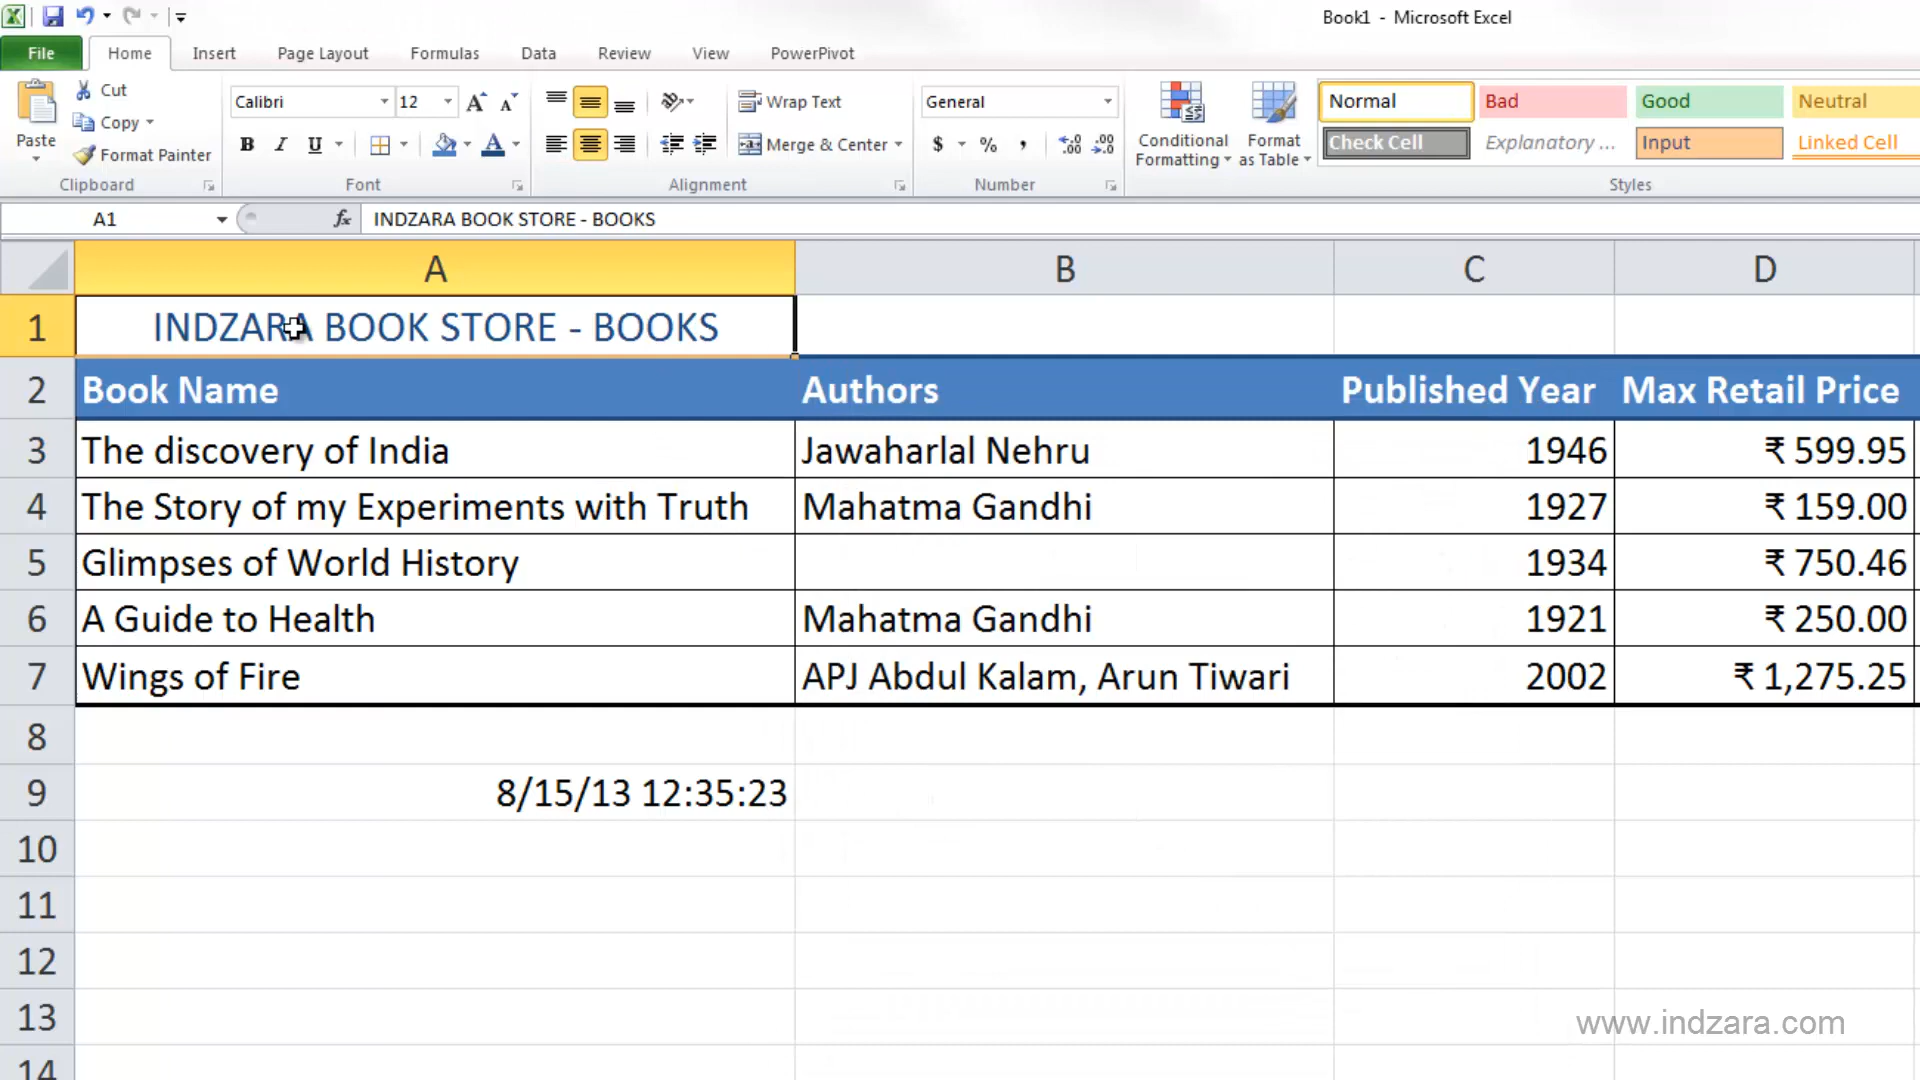 Book1 - Microsoft Excel
File Home Insert Page Layout Formulas Data Review View PowerPivot
Paste
Cut
Copy
Format Painter
Clipboard
Calibri 12
B I U
Font
Wrap Text
Merge & Center
Alignment
General
$ % ,
Number
Conditional Formatting
Format as Table
Normal Bad Good Neutral
Check Cell Explanatory ... Input Linked Cell
Styles
A1 fx INDZARA BOOK STORE - BOOKS
A B C D
1 INDZARA BOOK STORE - BOOKS
2 Book Name Authors Published Year Max Retail Price
3 The discovery of India Jawaharlal Nehru 1946 ₹ 599.95
4 The Story of my Experiments with Truth Mahatma Gandhi 1927 ₹ 159.00
5 Glimpses of World History 1934 ₹ 750.46
6 A Guide to Health Mahatma Gandhi 1921 ₹ 250.00
7 Wings of Fire APJ Abdul Kalam, Arun Tiwari 2002 ₹ 1,275.25
8
9 8/15/13 12:35:23
10
11
12
13
14
www.indzara.com